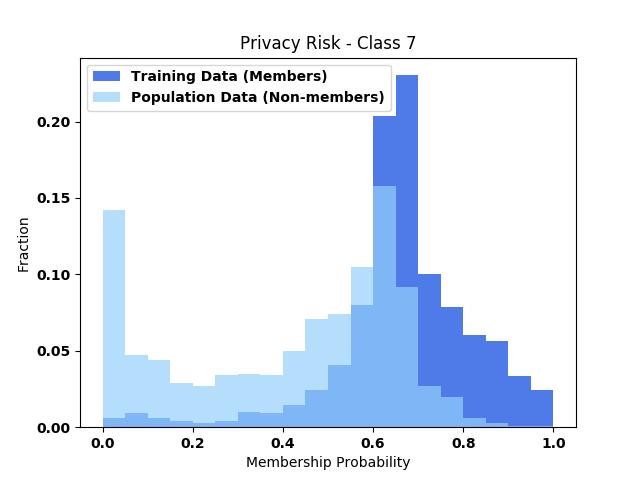 Privacy Risk - Class 7
Training Data (Members)
Population Data (Non-members)
Fraction
0.20
0.15
0.10
0.05
0.00
0.0
0.2
0.4
0.6
0.8
1.0
Membership Probability